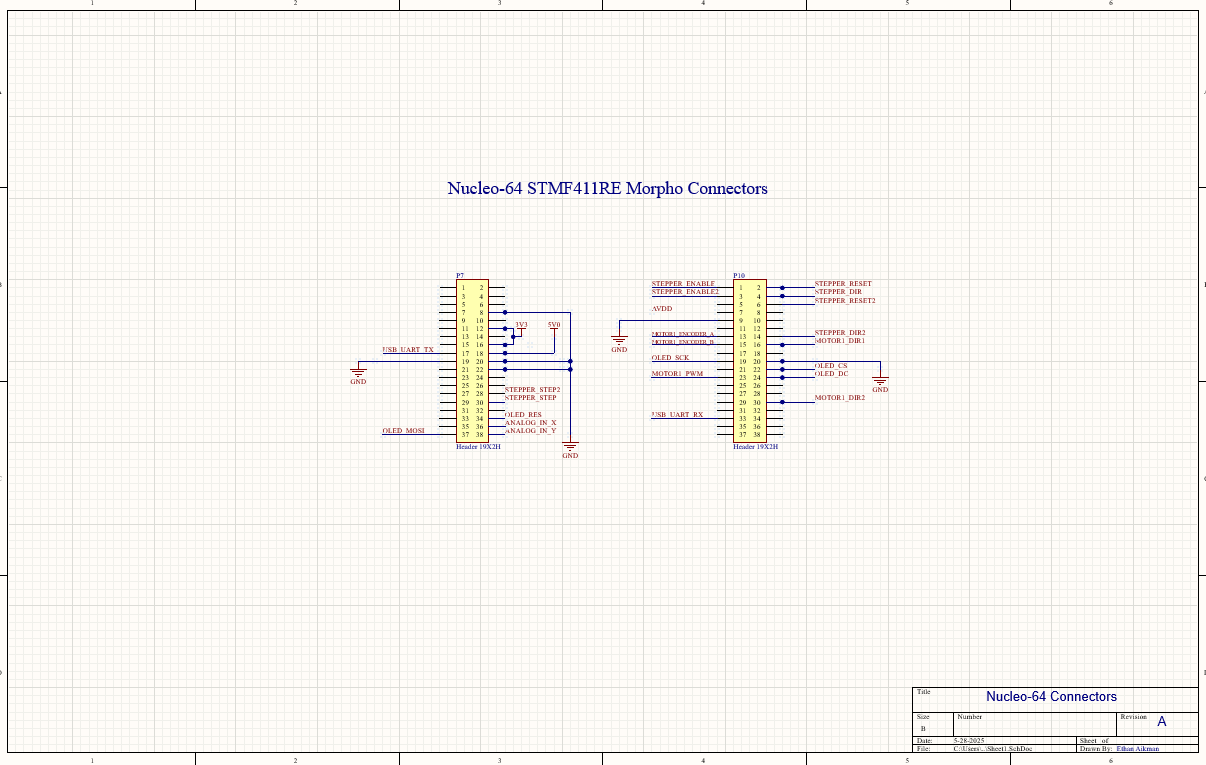 1 2 3 4 5 6
Nucleo-64 STMF411RE Morpho Connectors
P7
1 2
3 4
5 6
7 8
9 10
11 12
13 14
15 16
17 18
19 20
21 22
23 24
25 26
27 28
29 30
31 32
33 34
35 36
37 38
Header 19X2H
USB_UART_TX
GND
OLED_MOSI
3V3
5V0
STEPPER_STEP2
STEPPER_STEP
OLED_RES
ANALOG_IN_X
ANALOG_IN_Y
GND
P10
1 2
3 4
5 6
7 8
9 10
11 12
13 14
15 16
17 18
19 20
21 22
23 24
25 26
27 28
29 30
31 32
33 34
35 36
37 38
Header 19X2H
STEPPER_ENABLE
STEPPER_ENABLE2
AVDD
GND
MOTOR1_ENCODER_A
MOTOR1_ENCODER_B
OLED_SCK
MOTOR1_PWM
USB_UART_RX
STEPPER_RESET
STEPPER_DIR
STEPPER_RESET2
STEPPER_DIR2
MOTOR1_DIR1
OLED_CS
OLED_DC
GND
MOTOR1_DIR2
Title
Nucleo-64 Connectors
Size
B
Number
Revision
A
Date: 5-28-2025 Sheet of
File: C:\Users\..\Sheet1.SchDoc Drawn By: Ethan Aikman
1 2 3 4 5 6